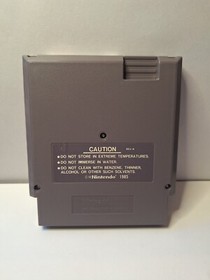 CAUTION
●DO NOT STORE IN EXTREME TEMPERATURES.
●DO NOT IMMERSE IN WATER.
●DO NOT CLEAN WITH BENZENE, THINNER,
ALCOHOL OR OTHER SUCH SOLVENTS.
©Nintendo 1985